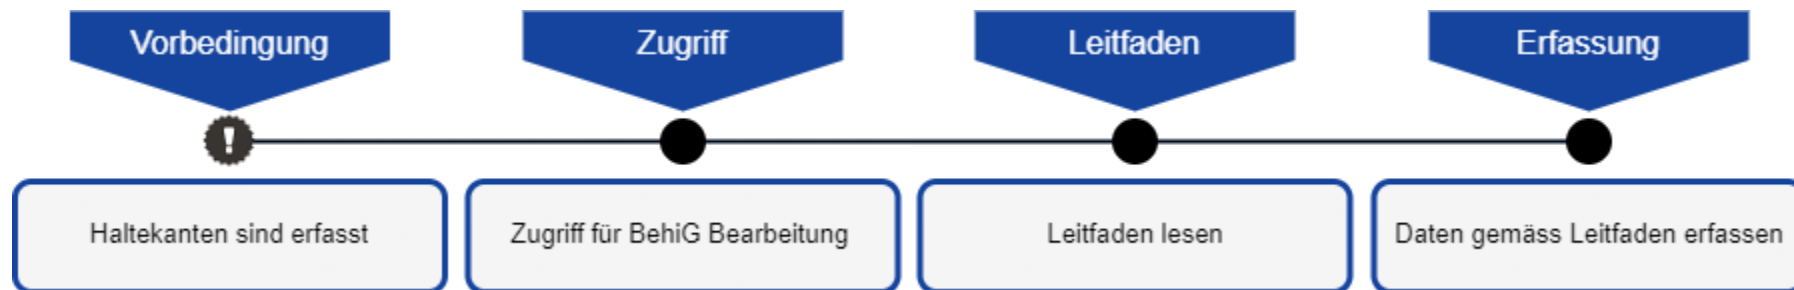 Vorbedingung
Zugriff
Leitfaden
Erfassung
!
Haltekanten sind erfasst
Zugriff für BehiG Bearbeitung
Leitfaden lesen
Daten gemäss Leitfaden erfassen